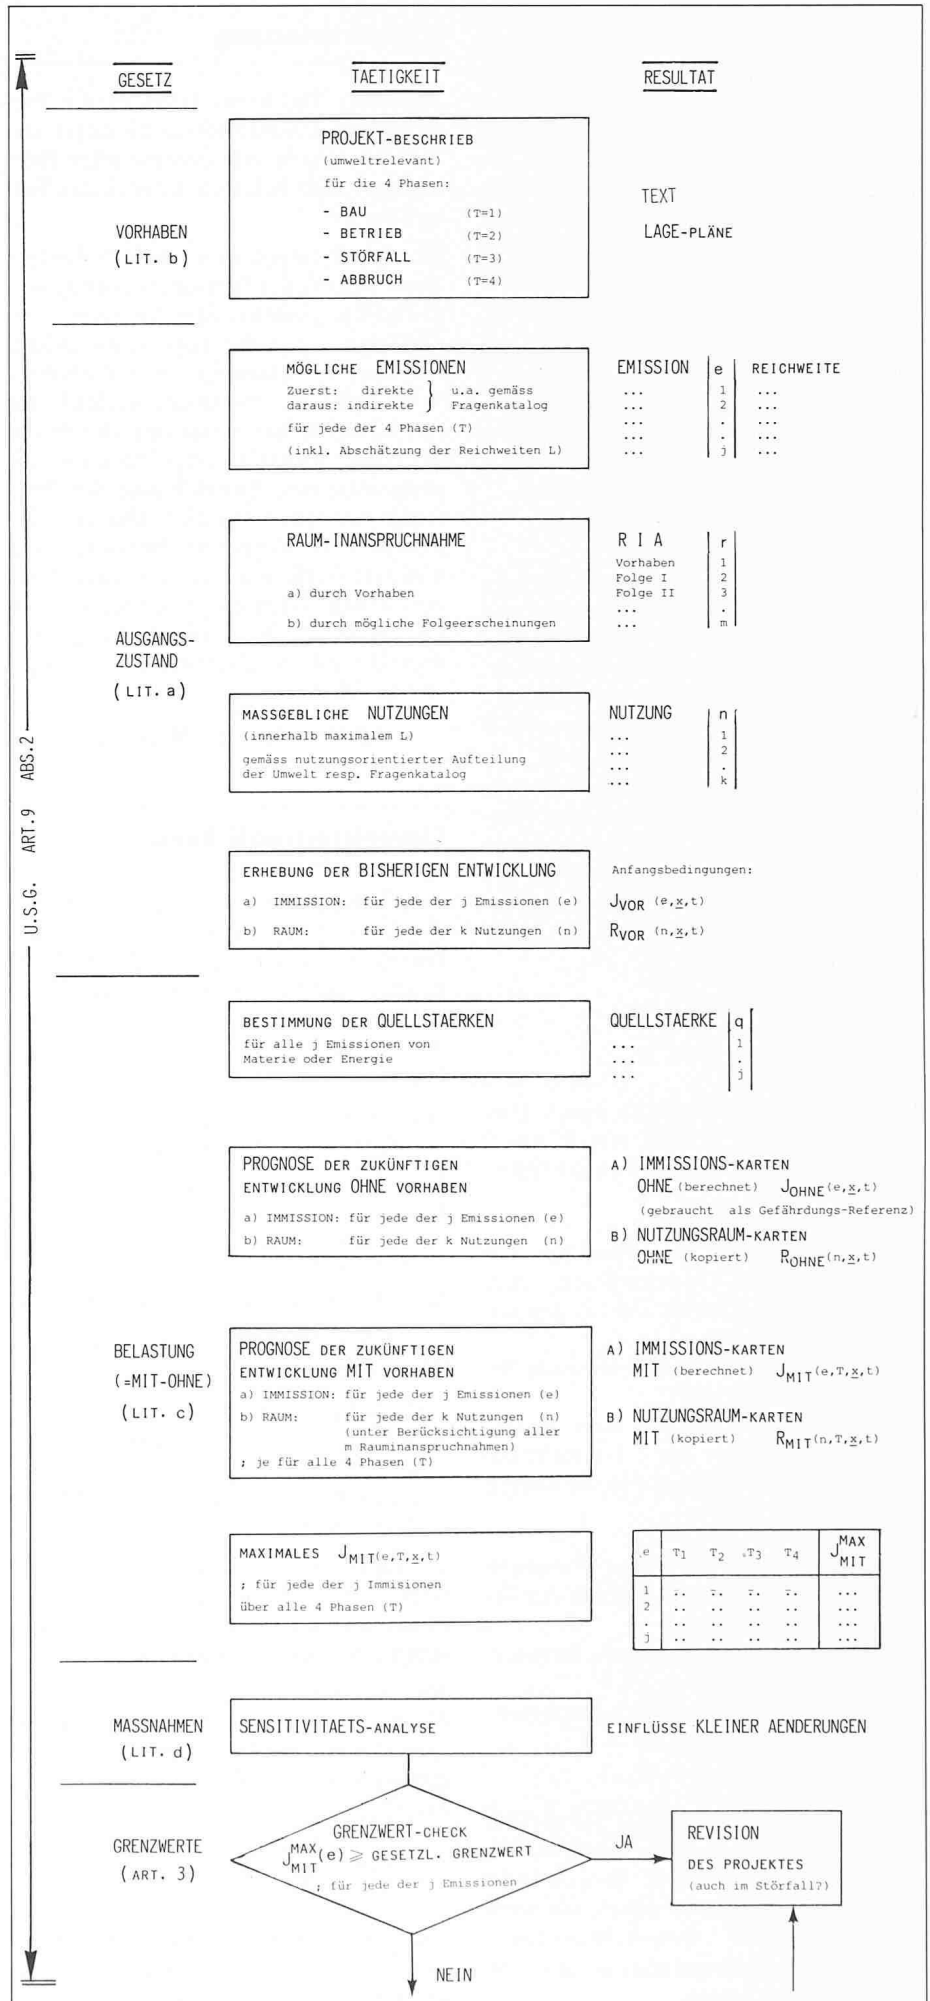 GESETZ TAETIGKEIT RESULTAT
U.S.G. ART.9 ABS.2
VORHABEN
(LIT. b)
PROJEKT-BESCHRIEB
(umweltrelevant)
für die 4 Phasen:
- BAU (T=1)
- BETRIEB (T=2)
- STÖRFALL (T=3)
- ABBRUCH (T=4)
TEXT
LAGE-PLÄNE
AUSGANGS-
ZUSTAND
(LIT. a)
MÖGLICHE EMISSIONEN
Zuerst: direkte } u.a. gemäss
daraus: indirekte } Fragenkatalog
für jede der 4 Phasen (T)
(inkl. Abschätzung der Reichweiten L)
EMISSION e REICHWEITE
... 1 ...
... 2 ...
... . ...
... . ...
... j ...
RAUM-INANSPRUCHNAHME
a) durch Vorhaben
b) durch mögliche Folgeerscheinungen
R I A r
Vorhaben 1
Folge I 2
Folge II 3
... .
... m
MASSGEBLICHE NUTZUNGEN
(innerhalb maximalem L)
gemäss nutzungsorientierter Aufteilung
der Umwelt resp. Fragenkatalog
NUTZUNG n
... 1
... 2
... .
... k
ERHEBUNG DER BISHERIGEN ENTWICKLUNG
a) IMMISSION: für jede der j Emissionen (e)
b) RAUM: für jede der k Nutzungen (n)
Anfangsbedingungen:
JVOR (e,x,t)
RVOR (n,x,t)
BESTIMMUNG DER QUELLSTAERKEN
für alle j Emissionen von
Materie oder Energie
QUELLSTAERKE q
... 1
... .
... j
PROGNOSE DER ZUKÜNFTIGEN
ENTWICKLUNG OHNE VORHABEN
a) IMMISSION: für jede der j Emissionen (e)
b) RAUM: für jede der k Nutzungen (n)
A) IMMISSIONS-KARTEN
OHNE (berechnet) JOHNE(e,x,t)
(gebraucht als Gefährdungs-Referenz)
B) NUTZUNGSRAUM-KARTEN
OHNE (kopiert) ROHNE(n,x,t)
BELASTUNG
(=MIT-OHNE)
(LIT. c)
PROGNOSE DER ZUKÜNFTIGEN
ENTWICKLUNG MIT VORHABEN
a) IMMISSION: für jede der j Emissionen (e)
b) RAUM: für jede der k Nutzungen (n)
(unter Berücksichtigung aller
m Rauminanspruchnahmen)
; je für alle 4 Phasen (T)
A) IMMISSIONS-KARTEN
MIT (berechnet) JMIT(e,T,x,t)
B) NUTZUNGSRAUM-KARTEN
MIT (kopiert) RMIT(n,T,x,t)
MAXIMALES JMIT(e,T,x,t)
; für jede der j Immisionen
über alle 4 Phasen (T)
e T1 T2 T3 T4 JMAX MIT
1 .. .. .. .. ...
2 .. .. .. .. ...
. .. .. .. .. ...
j .. .. .. .. ...
MASSNAHMEN
(LIT. d)
SENSITIVITAETS-ANALYSE
EINFLÜSSE KLEINER AENDERUNGEN
GRENZWERTE
(ART. 3)
GRENZWERT-CHECK
JMAX MIT(e) ⩾ GESETZL. GRENZWERT
; für jede der j Emissionen
JA
REVISION
DES PROJEKTES
(auch im Störfall?)
NEIN